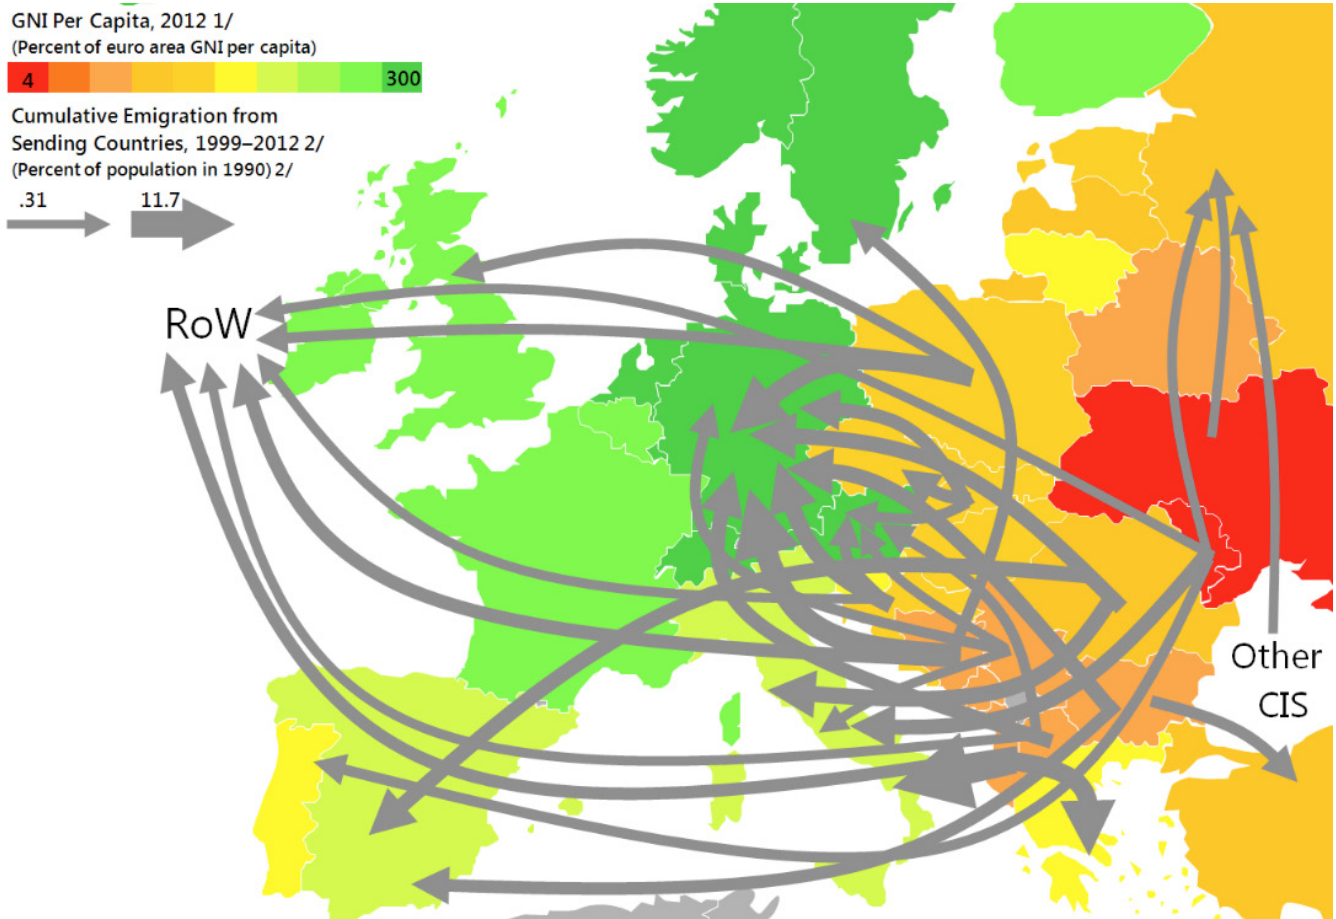 GNI Per Capita, 2012 1/
(Percent of euro area GNI per capita)
4 300
Cumulative Emigration from
Sending Countries, 1999–2012 2/
(Percent of population in 1990) 2/
.31 11.7
RoW
Other
CIS